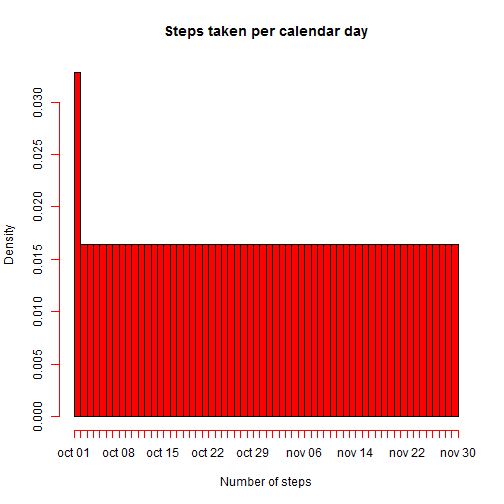 Steps taken per calendar day
Density
0.030
0.025
0.020
0.015
0.010
0.005
0.000
oct 01 oct 08 oct 15 oct 22 oct 29 nov 06 nov 14 nov 22 nov 30
Number of steps